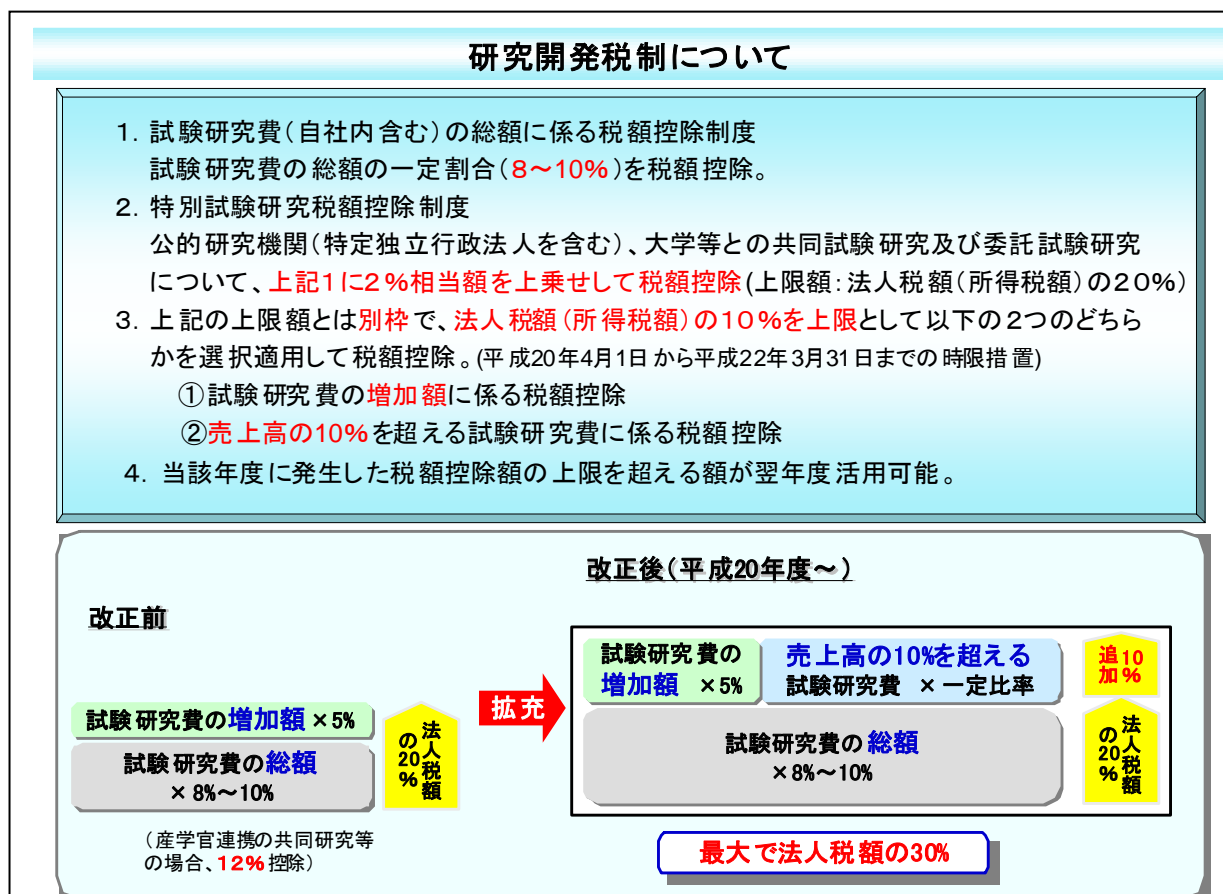 研究開発税制について
1. 試験研究費(自社内含む)の総額に係る税額控除制度
試験研究費の総額の一定割合(8~10%)を税額控除。
2. 特別試験研究税額控除制度
公的研究機関(特定独立行政法人を含む)、大学等との共同試験研究及び委託試験研究
について、上記1に2%相当額を上乗せして税額控除(上限額:法人税額(所得税額)の20%)
3. 上記の上限額とは別枠で、法人税額(所得税額)の10%を上限として以下の2つのどちら
かを選択適用して税額控除。(平成20年4月1日から平成22年3月31日までの時限措置)
①試験研究費の増加額に係る税額控除
②売上高の10%を超える試験研究費に係る税額控除
4. 当該年度に発生した税額控除額の上限を超える額が翌年度活用可能。
改正前
試験研究費の増加額×5%
試験研究費の総額
×8%~10%
法人税額
の20%
(産学官連携の共同研究等
の場合、12%控除)
拡充
改正後(平成20年度~)
試験研究費の
増加額 ×5%
売上高の10%を超える
試験研究費 ×一定比率
追加
10%
試験研究費の総額
×8%~10%
法人税額
の20%
最大で法人税額の30%